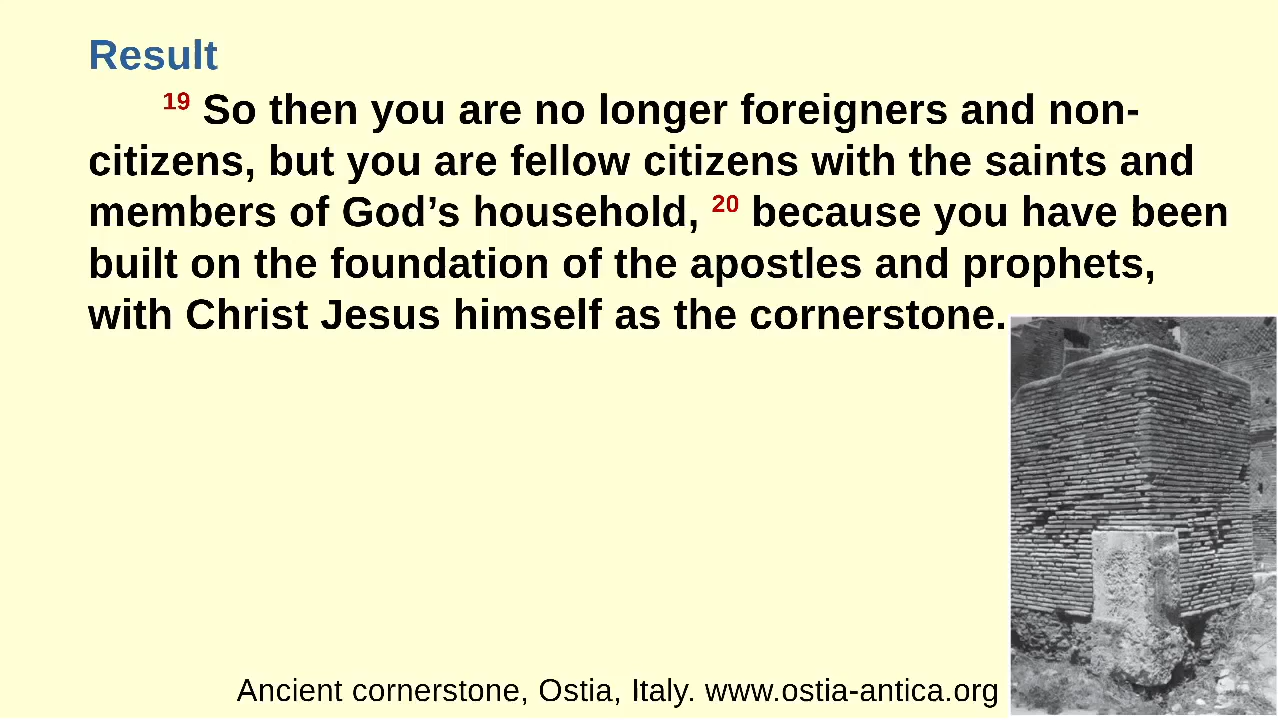 Result
19 So then you are no longer foreigners and non-
citizens, but you are fellow citizens with the saints and
members of God’s household, 20 because you have been
built on the foundation of the apostles and prophets,
with Christ Jesus himself as the cornerstone.
Ancient cornerstone, Ostia, Italy. www.ostia-antica.org